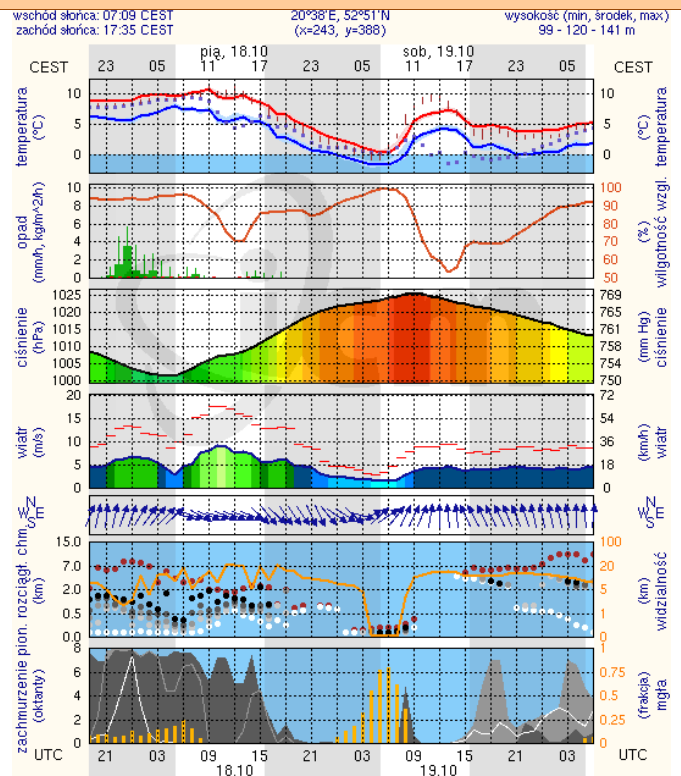 wschód słońca: 07:09 CEST 20°38'E, 52°51'N wysokość (min, środek, max)
zachód słońca: 17:35 CEST (x=243, y=388) 99 - 120 - 141 m
pią, 18.10 sob, 19.10
CEST 23 05 11 17 23 05 11 17 23 05 CEST
temperatura (°C)
10
5
0
10
5
0
temperatura (°C)
opad (mm/h, kg/m^2/h)
10
8
6
4
2
0
100
90
80
70
60
50
(%) wilgotność wzgl.
ciśnienie (hPa)
1025
1020
1015
1010
1005
1000
769
765
761
758
754
750
(mm Hg) ciśnienie
wiatr (m/s)
20
15
10
5
0
72
54
36
18
0
(km/h) wiatr
N
W E
S
N
W E
S
pion. rozciągł. chm. (km)
15.0
7.0
2.0
0.5
0.0
100
20
5
1
0
(km) widzialność
zachmurzenie (oktanty)
8
6
4
2
0
1
0.75
0.5
0.25
0
(frakcja) mgła
UTC 21 03 09 15 21 03 09 15 21 03 UTC
18.10 19.10